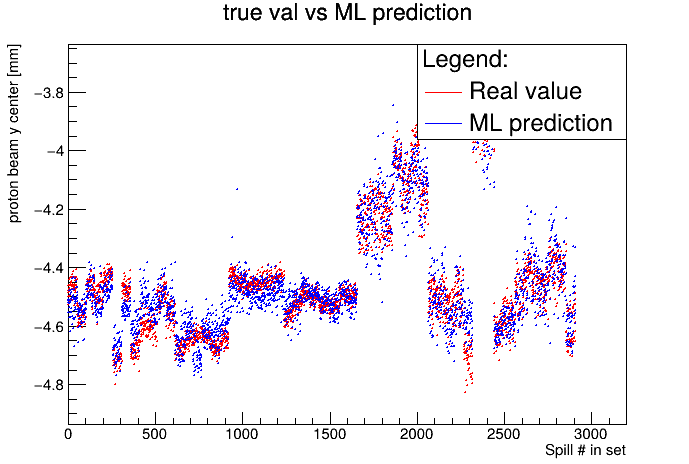 true val vs ML prediction
proton beam y center [mm]
Legend:
Real value
ML prediction
−3.8
−4
−4.2
−4.4
−4.6
−4.8
0 500 1000 1500 2000 2500 3000
Spill # in set